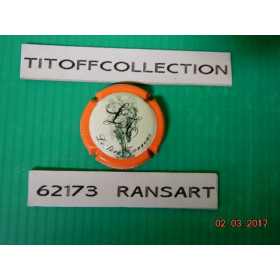 TITOFFCOLLECTION
62173 RANSART
02 03 2017